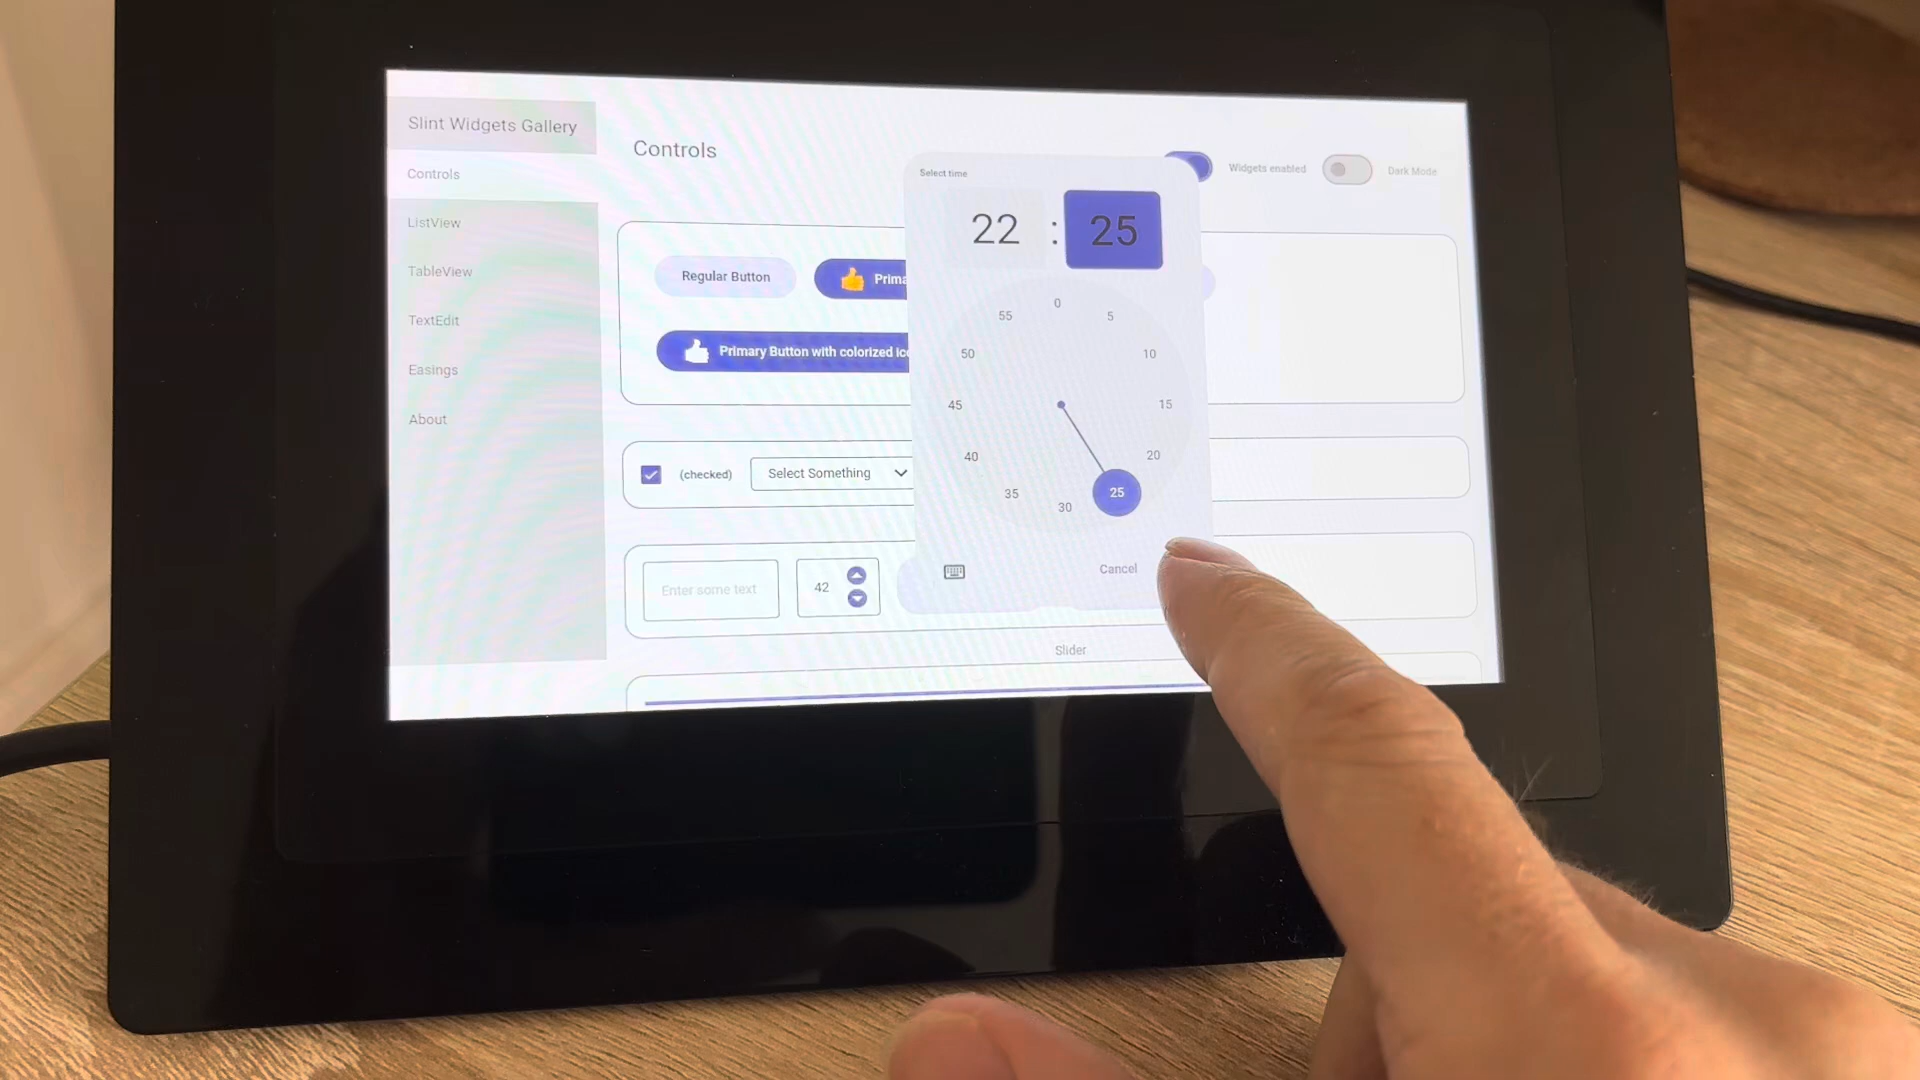 Slint Widgets Gallery
Controls
ListView
TableView
TextEdit
Easings
About
Controls
Widgets enabled
Dark Mode
Regular Button
Primary Button with colorized
(checked)
Select Something
Enter some text
42
Slider
Select time
22 : 25
0
5
10
15
20
25
30
35
40
45
50
55
Cancel